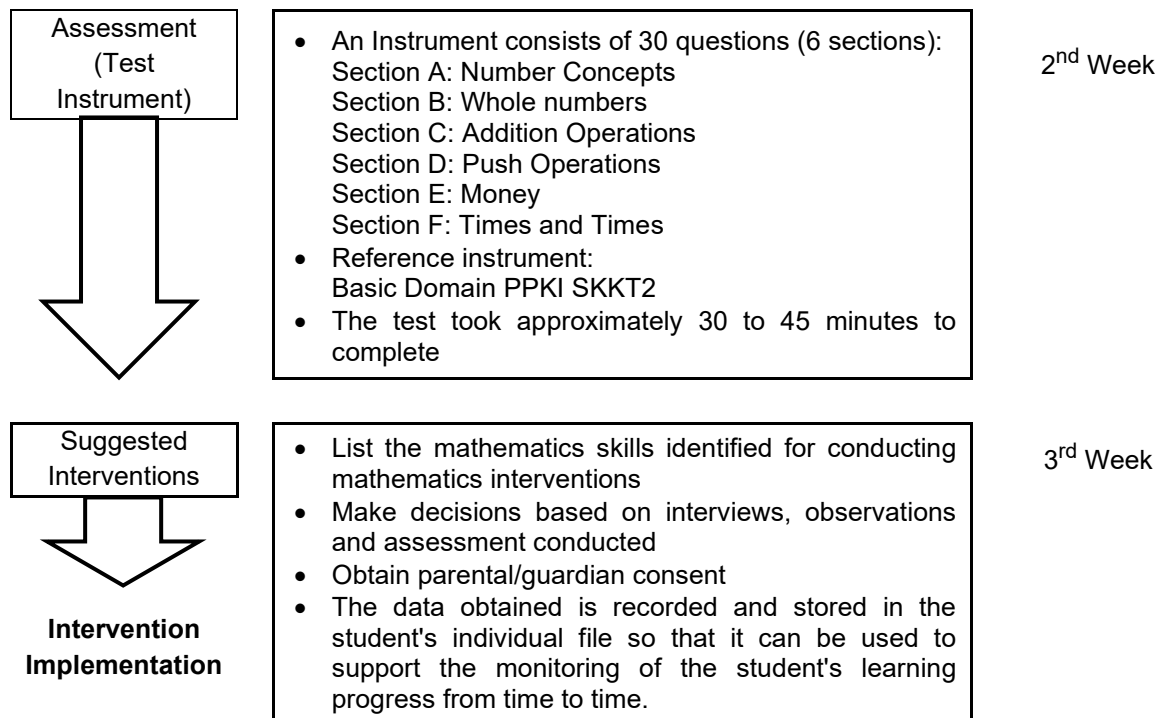 Assessment
(Test
Instrument)
• An Instrument consists of 30 questions (6 sections):
Section A: Number Concepts
Section B: Whole numbers
Section C: Addition Operations
Section D: Push Operations
Section E: Money
Section F: Times and Times
• Reference instrument:
Basic Domain PPKI SKKT2
• The test took approximately 30 to 45 minutes to
complete
2nd Week
Suggested
Interventions
• List the mathematics skills identified for conducting
mathematics interventions
• Make decisions based on interviews, observations
and assessment conducted
• Obtain parental/guardian consent
• The data obtained is recorded and stored in the
student's individual file so that it can be used to
support the monitoring of the student's learning
progress from time to time.
3rd Week
Intervention
Implementation